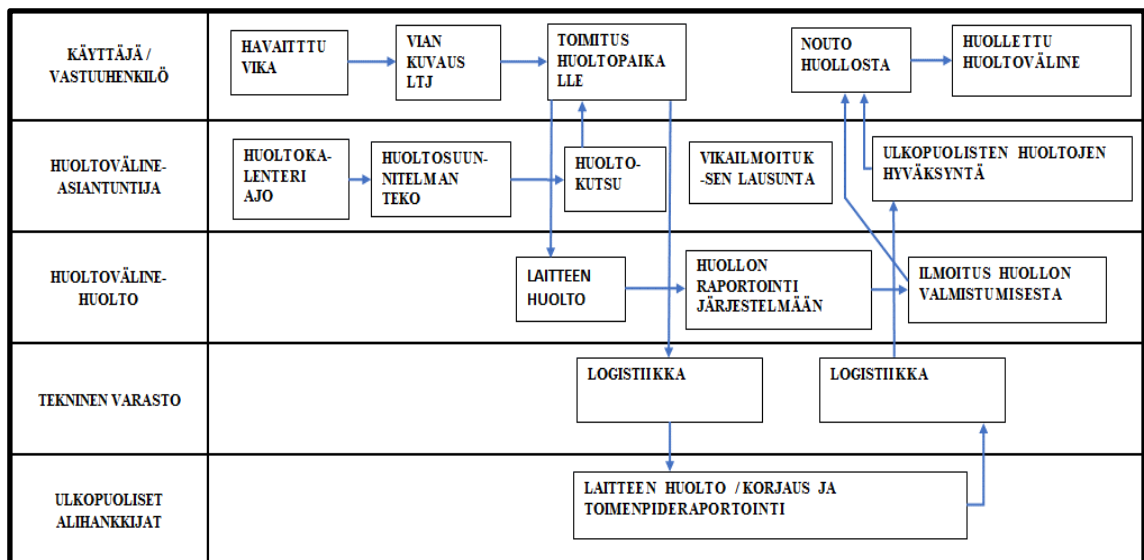 KÄYTTÄJÄ /
VASTUUHENKILÖ
HAVAITTTU
VIKA
VIAN
KUVAUS
LTJ
TOIMITUS
HUOLTOPAIKA
LLE
NOUTO
HUOLLOSTA
HUOLLETTU
HUOLTOVÄLINE
HUOLTOVÄLINE-
ASIANTUNTIJA
HUOLTOKA-
LENTERI
AJO
HUOLTOSUUN-
NITELMAN
TEKO
HUOLTO-
KUTSU
VIKAILMOITUK
-SEN LAUSUNTA
ULKOPUOLISTEN HUOLTOJEN
HYVÄKSYNTÄ
HUOLTOVÄLINE-
HUOLTO
LAITTEEN
HUOLTO
HUOLLON
RAPORTOINTI
JÄRJESTELMÄÄN
ILMOITUS HUOLLON
VALMISTUMISESTA
TEKNINEN VARASTO
LOGISTIIKKA
LOGISTIIKKA
ULKOPUOLISET
ALIHANKKIJAT
LAITTEEN HUOLTO / KORJAUS JA
TOIMENPIDERAPORTOINTI